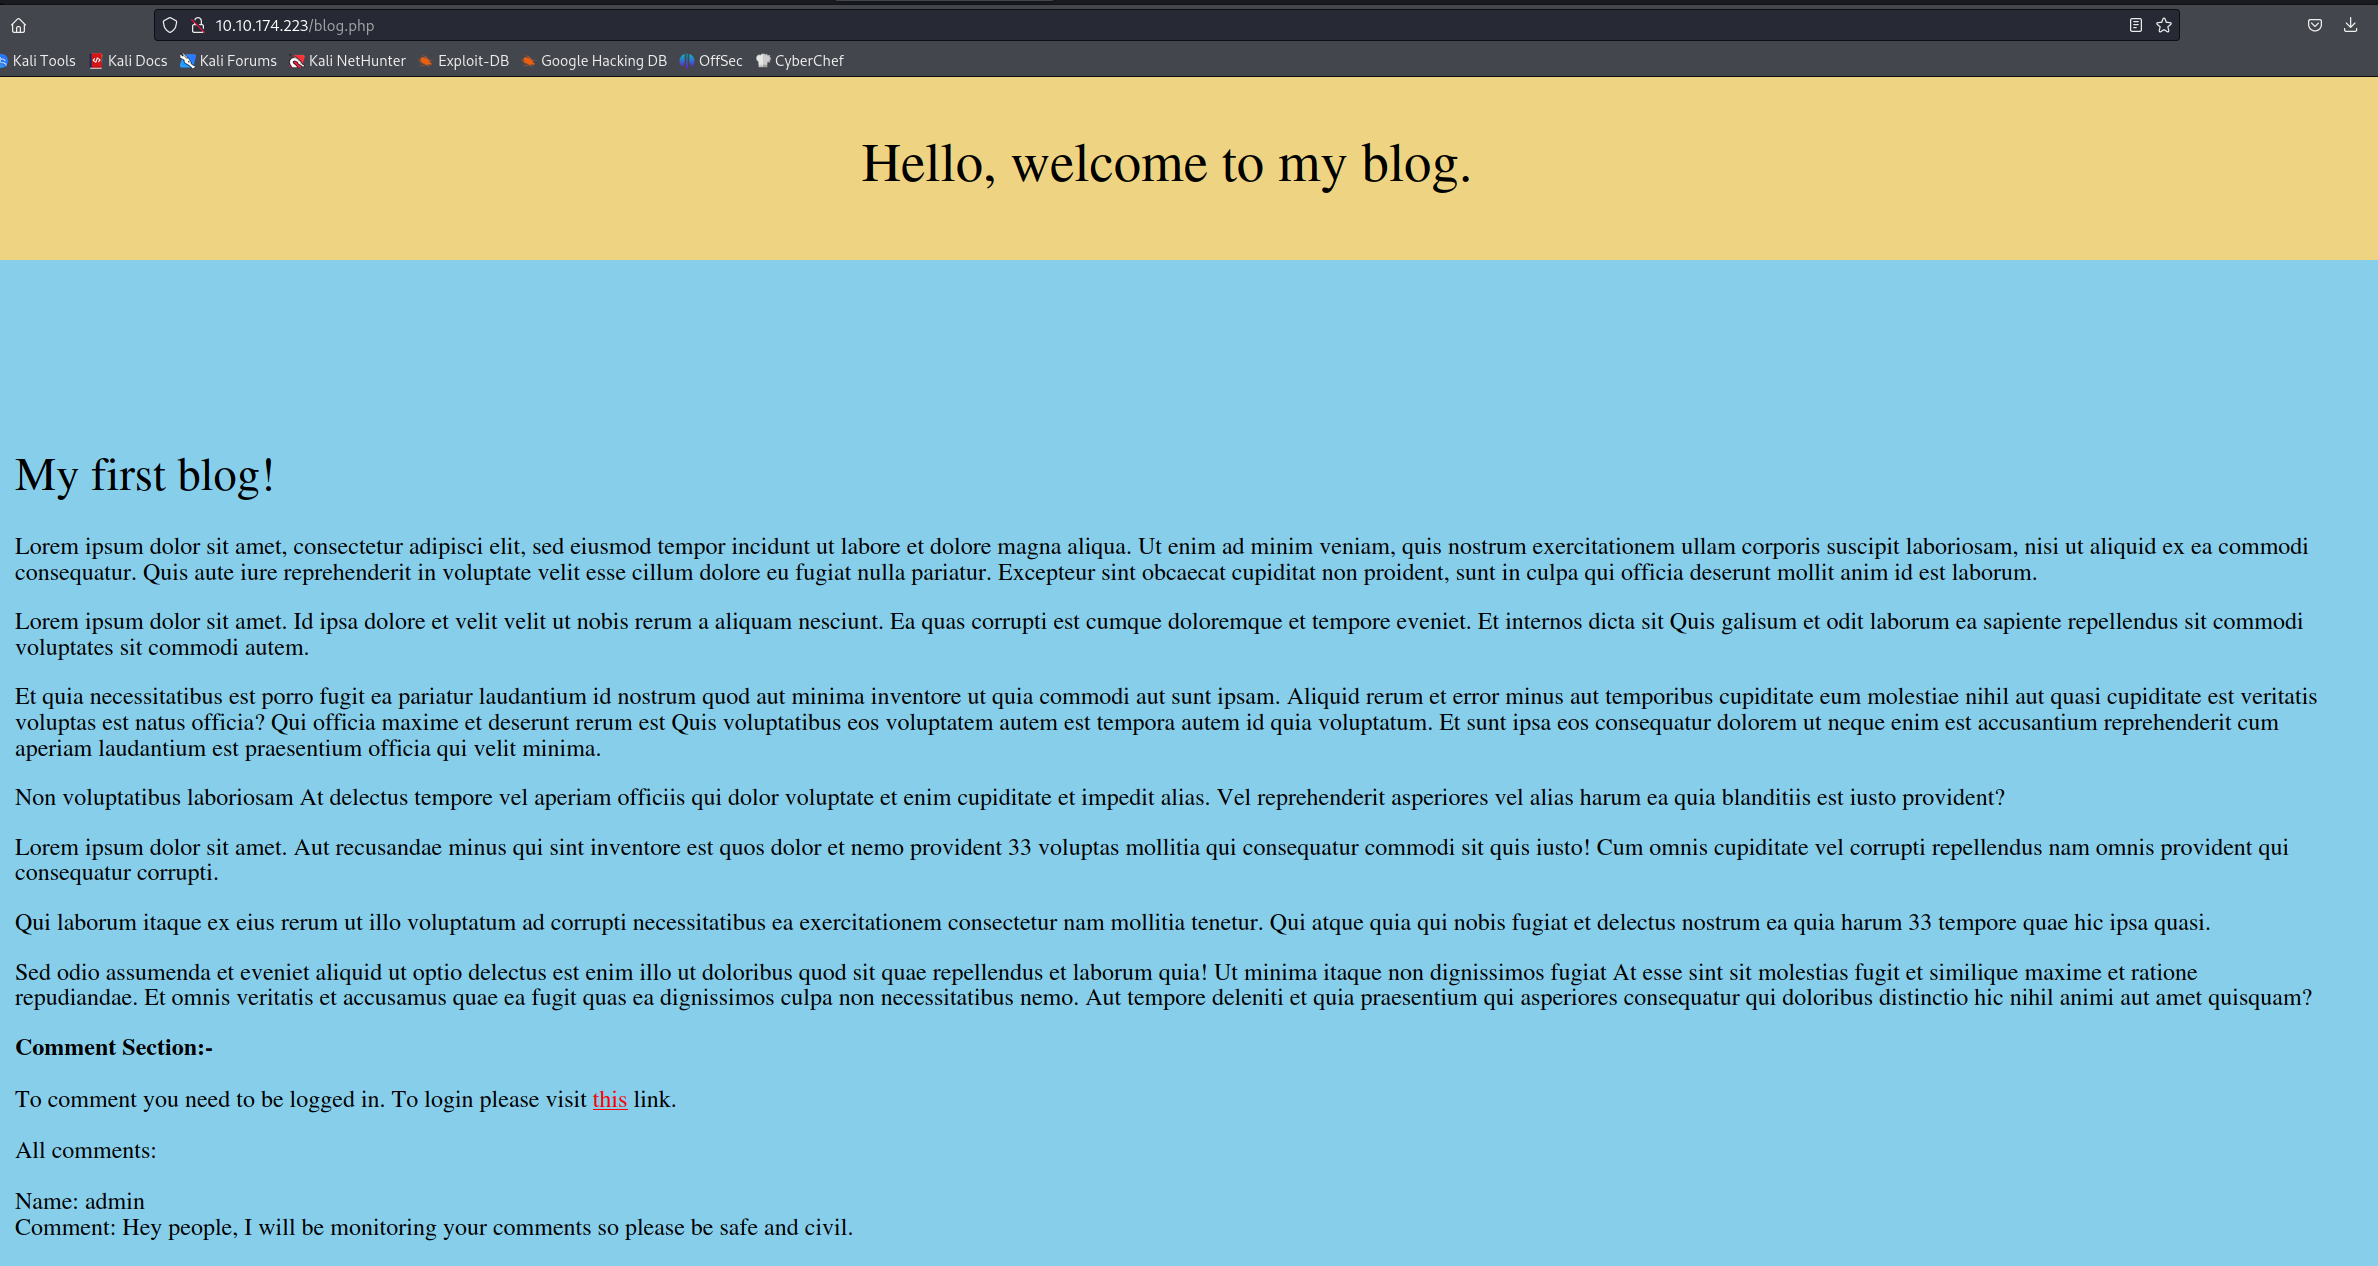 10.10.174.223/blog.php
Kali Tools Kali Docs Kali Forums Kali NetHunter Exploit-DB Google Hacking DB OffSec CyberChef
Hello, welcome to my blog.
My first blog!
Lorem ipsum dolor sit amet, consectetur adipisci elit, sed eiusmod tempor incidunt ut labore et dolore magna aliqua. Ut enim ad minim veniam, quis nostrum exercitationem ullam corporis suscipit laboriosam, nisi ut aliquid ex ea commodi
consequatur. Quis aute iure reprehenderit in voluptate velit esse cillum dolore eu fugiat nulla pariatur. Excepteur sint obcaecat cupiditat non proident, sunt in culpa qui officia deserunt mollit anim id est laborum.
Lorem ipsum dolor sit amet. Id ipsa dolore et velit velit ut nobis rerum a aliquam nesciunt. Ea quas corrupti est cumque doloremque et tempore eveniet. Et internos dicta sit Quis galisum et odit laborum ea sapiente repellendus sit commodi
voluptates sit commodi autem.
Et quia necessitatibus est porro fugit ea pariatur laudantium id nostrum quod aut minima inventore ut quia commodi aut sunt ipsam. Aliquid rerum et error minus aut temporibus cupiditate eum molestiae nihil aut quasi cupiditate est veritatis
voluptas est natus officia? Qui officia maxime et deserunt rerum est Quis voluptatibus eos voluptatem autem est tempora autem id quia voluptatum. Et sunt ipsa eos consequatur dolorem ut neque enim est accusantium reprehenderit cum
aperiam laudantium est praesentium officia qui velit minima.
Non voluptatibus laboriosam At delectus tempore vel aperiam officiis qui dolor voluptate et enim cupiditate et impedit alias. Vel reprehenderit asperiores vel alias harum ea quia blanditiis est iusto provident?
Lorem ipsum dolor sit amet. Aut recusandae minus qui sint inventore est quos dolor et nemo provident 33 voluptas mollitia qui consequatur commodi sit quis iusto! Cum omnis cupiditate vel corrupti repellendus nam omnis provident qui
consequatur corrupti.
Qui laborum itaque ex eius rerum ut illo voluptatum ad corrupti necessitatibus ea exercitationem consectetur nam mollitia tenetur. Qui atque quia qui nobis fugiat et delectus nostrum ea quia harum 33 tempore quae hic ipsa quasi.
Sed odio assumenda et eveniet aliquid ut optio delectus est enim illo ut doloribus quod sit quae repellendus et laborum quia! Ut minima itaque non dignissimos fugiat At esse sint sit molestias fugit et similique maxime et ratione
repudiandae. Et omnis veritatis et accusamus quae ea fugit quas ea dignissimos culpa non necessitatibus nemo. Aut tempore deleniti et quia praesentium qui asperiores consequatur qui doloribus distinctio hic nihil animi aut amet quisquam?
Comment Section:-
To comment you need to be logged in. To login please visit this link.
All comments:
Name: admin
Comment: Hey people, I will be monitoring your comments so please be safe and civil.